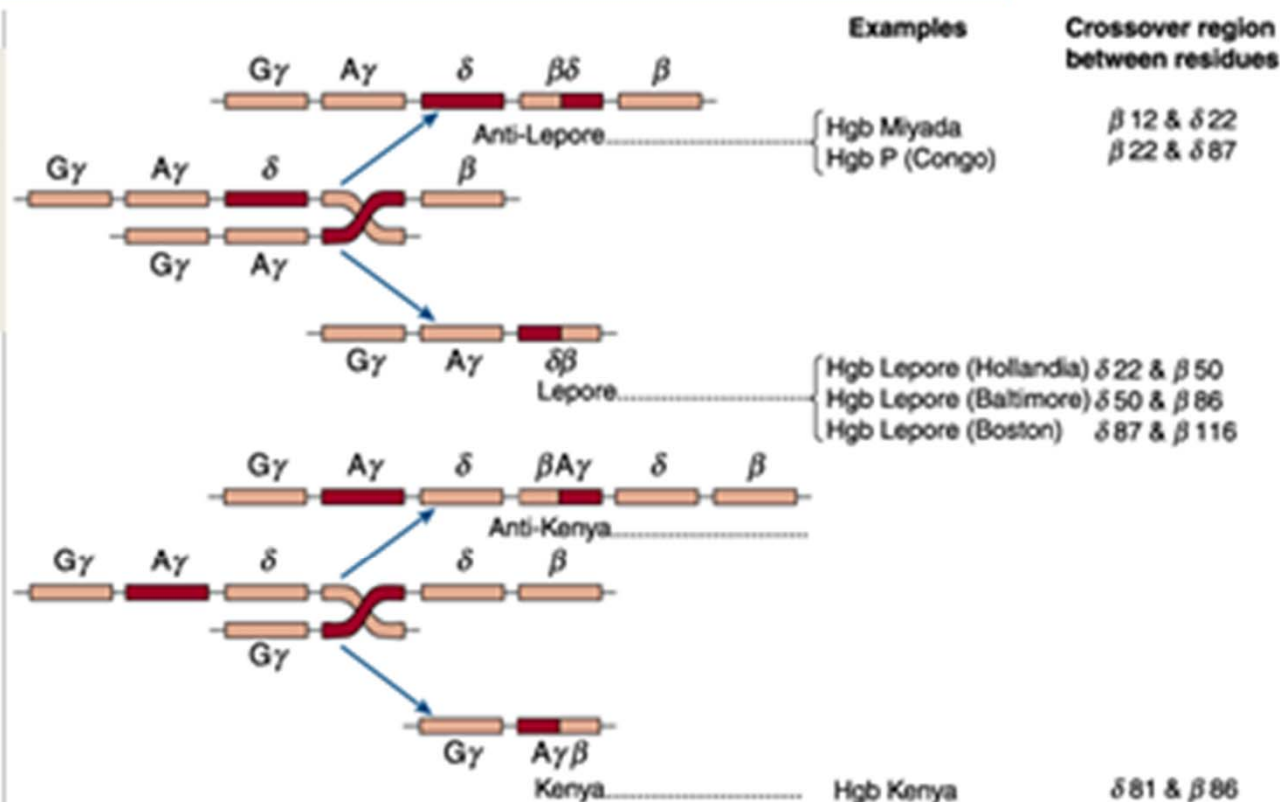 Examples Crossover region
between residues
Gγ Aγ δ βδ β
Anti-Lepore Hgb Miyada β 12 & δ 22
Hgb P (Congo) β 22 & δ 87
Gγ Aγ δ β
Gγ Aγ
Gγ Aγ δβ
Lepore Hgb Lepore (Hollandia) δ 22 & β 50
Hgb Lepore (Baltimore) δ 50 & β 86
Hgb Lepore (Boston) δ 87 & β 116
Gγ Aγ δ βAγ δ β
Anti-Kenya
Gγ Aγ δ δ β
Gγ
Gγ Aγβ
Kenya Hgb Kenya δ 81 & β 86